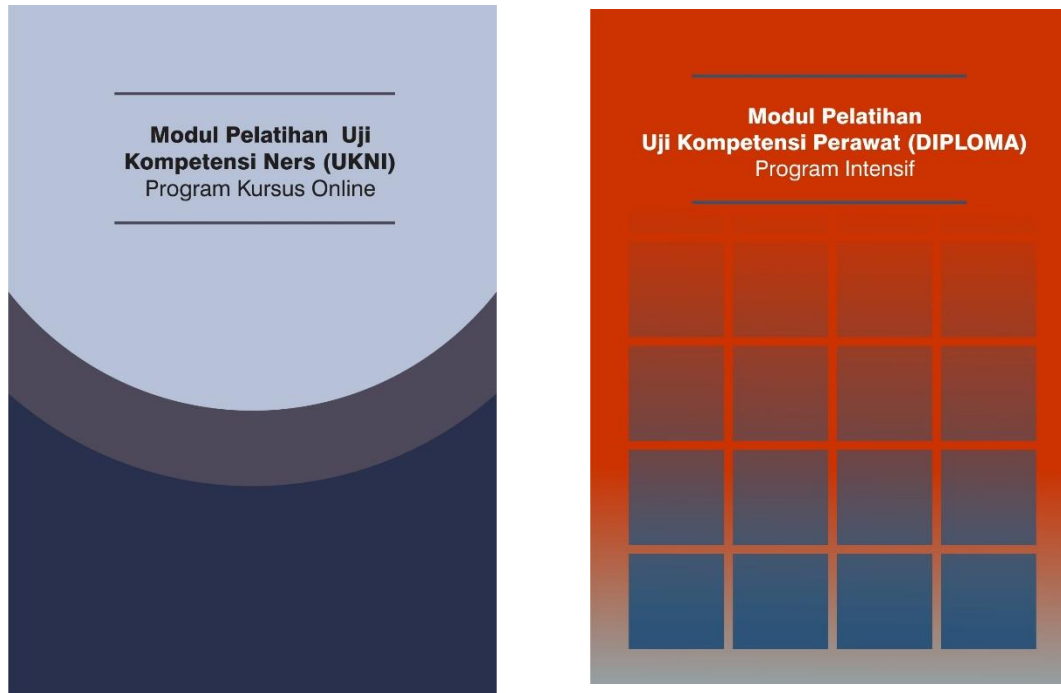 Modul Pelatihan Uji
Kompetensi Ners (UKNI)
Program Kursus Online
Modul Pelatihan
Uji Kompetensi Perawat (DIPLOMA)
Program Intensif